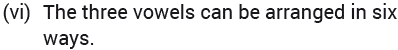 (vi) The three vowels can be arranged in six
ways.